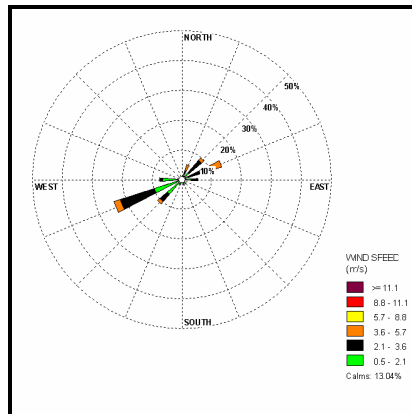 NORTH
50%
40%
30%
20%
10%
WEST
EAST
SOUTH
WIND SPEED
(m/s)
>= 11.1
8.8 - 11.1
5.7 - 8.8
3.6 - 5.7
2.1 - 3.6
0.5 - 2.1
Calms: 13.04%